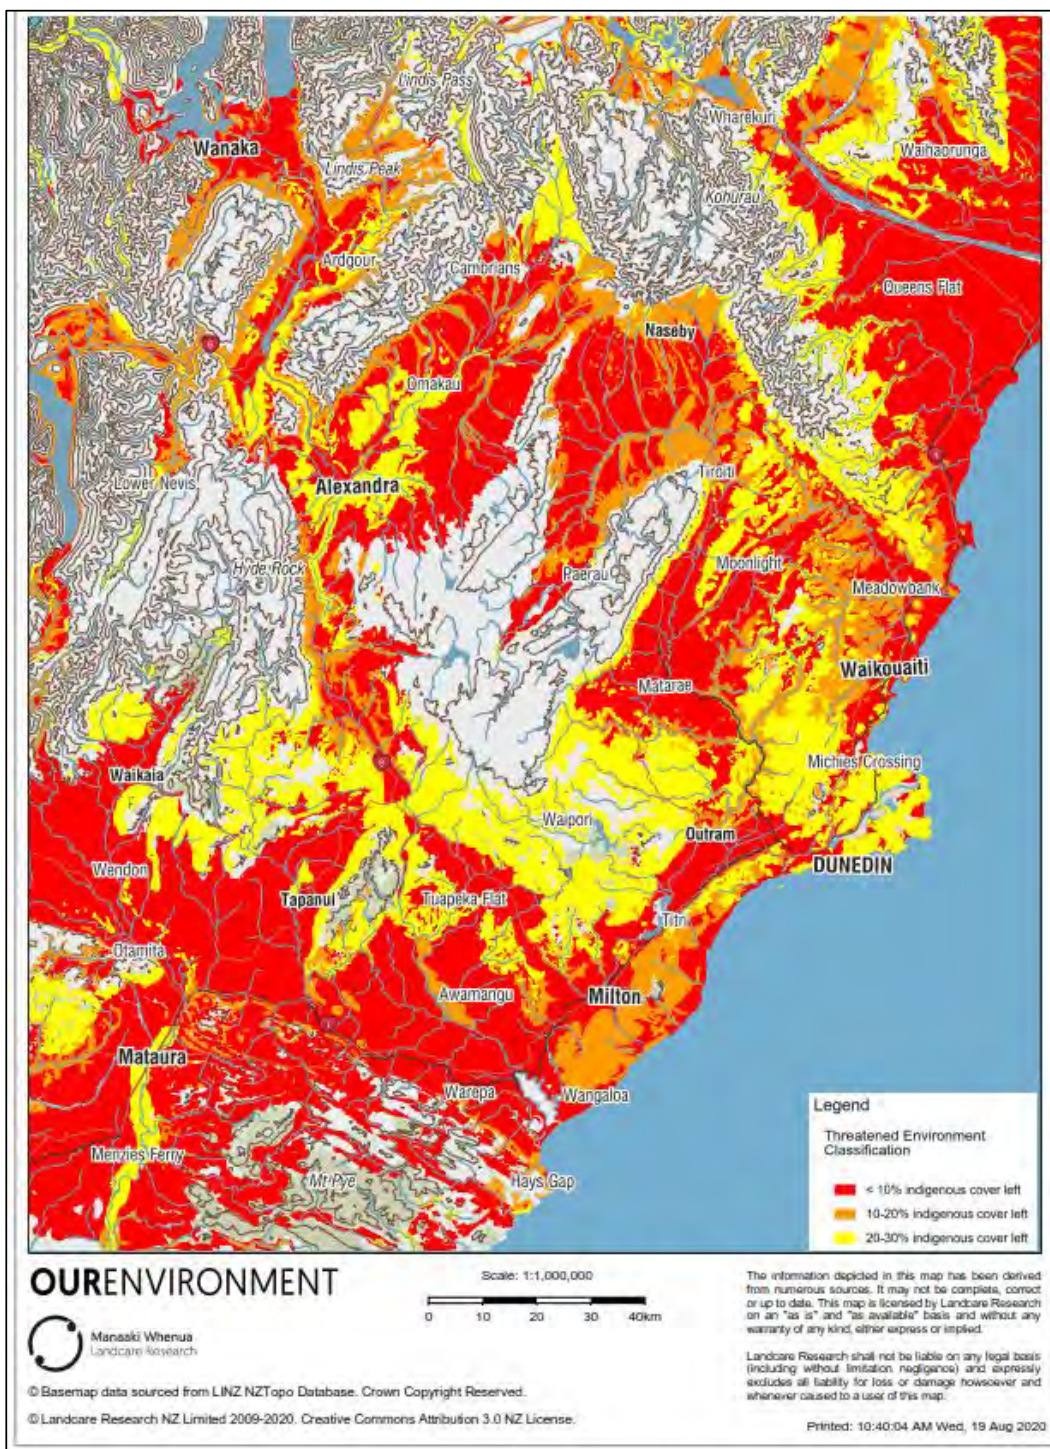 Lindis Pass
Wharekuri
Wanaka
Waihaorunga
Lindis Peak
Kohurau
Ardgour
Cambrians
Queens Flat
Naseby
6
Omakau
1
Lower Nevis
Alexandra
Tiroiti
Hyde Rock
Paerau
Moonlight
Meadowbank
Waikouaiti
Matarae
8
Michies Crossing
Waikaia
Waipori
Outram
DUNEDIN
Wendon
Tapanui
Tuapeka Flat
Titri
Otamita
Awamangu
Milton
1
Mataura
Warepa
Wangaloa
Menzies Ferry
Mt Pye
Hays Gap
Legend
Threatened Environment
Classification
< 10% indigenous cover left
10-20% indigenous cover left
20-30% indigenous cover left
OURENVIRONMENT
Manaaki Whenua
Landcare Research
Scale: 1:1,000,000
0 10 20 30 40km
The information depicted in this map has been derived
from numerous sources. It may not be complete, correct
or up to date. This map is licensed by Landcare Research
on an "as is" and "as available" basis and without any
warranty of any kind, either express or implied.
Landcare Research shall not be liable on any legal basis
(including without limitation negligence) and expressly
excludes all liability for loss or damage howsoever and
whenever caused to a user of this map.
© Basemap data sourced from LINZ NZTopo Database. Crown Copyright Reserved.
© Landcare Research NZ Limited 2009-2020. Creative Commons Attribution 3.0 NZ License.
Printed: 10:40:04 AM Wed, 19 Aug 2020